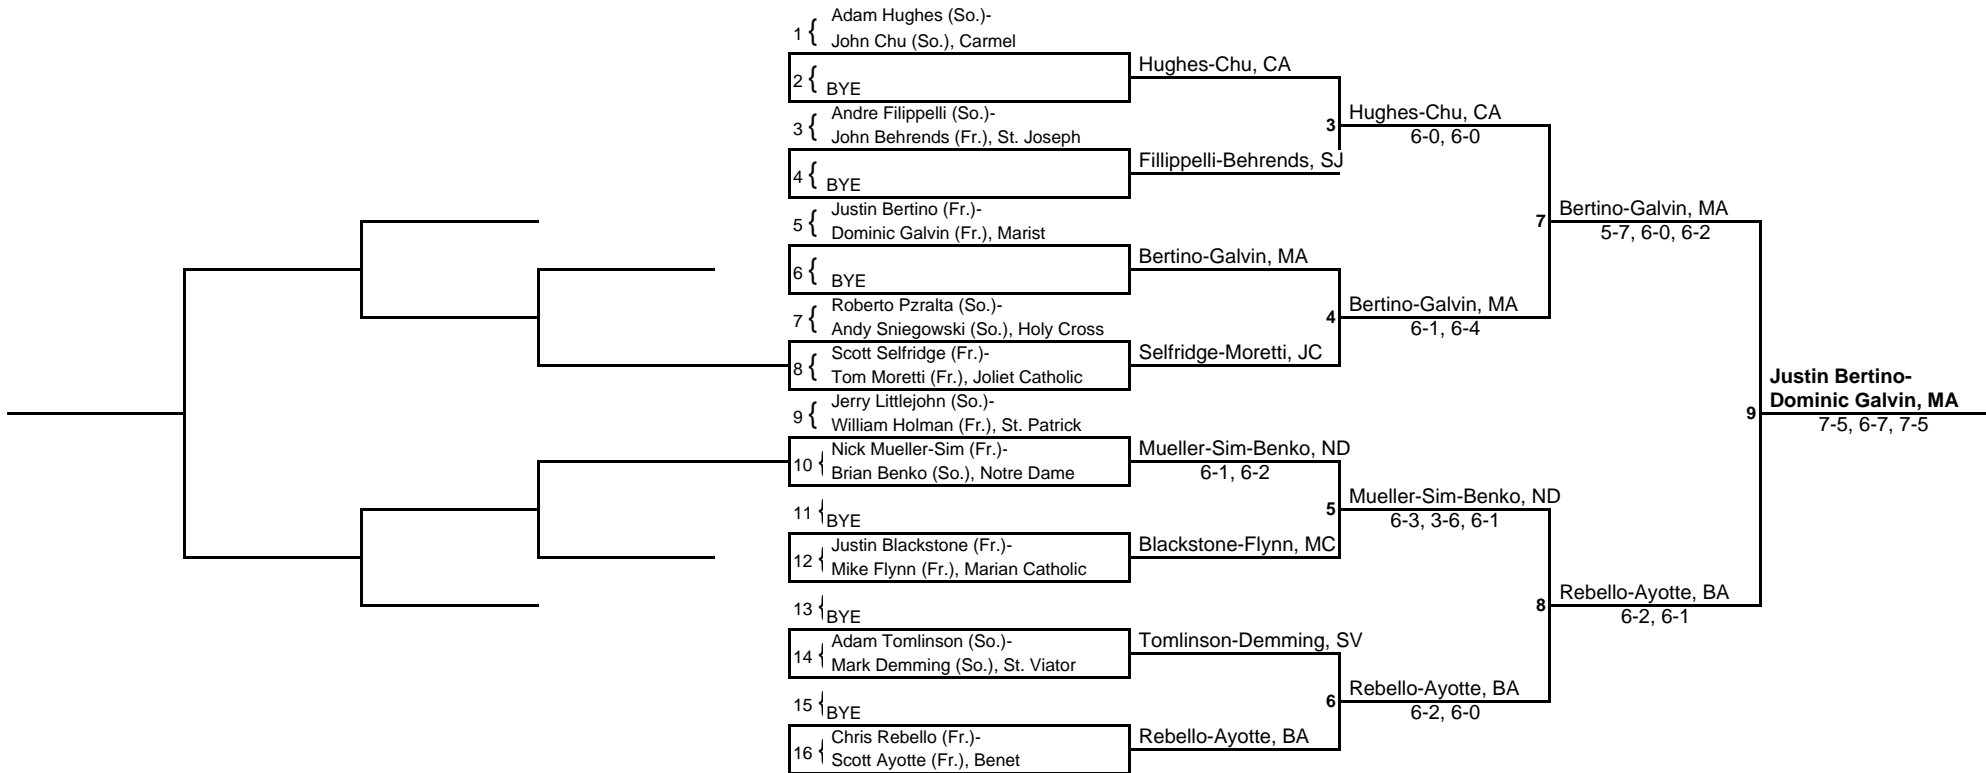 1 { Adam Hughes (So.)-
John Chu (So.), Carmel
2 { BYE
3 { Andre Filippelli (So.)-
John Behrends (Fr.), St. Joseph
4 { BYE
5 { Justin Bertino (Fr.)-
Dominic Galvin (Fr.), Marist
6 { BYE
7 { Roberto Pzralta (So.)-
Andy Sniegowski (So.), Holy Cross
8 { Scott Selfridge (Fr.)-
Tom Moretti (Fr.), Joliet Catholic
9 { Jerry Littlejohn (So.)-
William Holman (Fr.), St. Patrick
10 { Nick Mueller-Sim (Fr.)-
Brian Benko (So.), Notre Dame
11 { BYE
12 { Justin Blackstone (Fr.)-
Mike Flynn (Fr.), Marian Catholic
13 { BYE
14 { Adam Tomlinson (So.)-
Mark Demming (So.), St. Viator
15 { BYE
16 { Chris Rebello (Fr.)-
Scott Ayotte (Fr.), Benet
Hughes-Chu, CA
Fillippelli-Behrends, SJ
Bertino-Galvin, MA
Selfridge-Moretti, JC
Mueller-Sim-Benko, ND
6-1, 6-2
Blackstone-Flynn, MC
Tomlinson-Demming, SV
Rebello-Ayotte, BA
3
Hughes-Chu, CA
6-0, 6-0
4
Bertino-Galvin, MA
6-1, 6-4
5
Mueller-Sim-Benko, ND
6-3, 3-6, 6-1
6
Rebello-Ayotte, BA
6-2, 6-0
7
Bertino-Galvin, MA
5-7, 6-0, 6-2
8
Rebello-Ayotte, BA
6-2, 6-1
9
Justin Bertino-
Dominic Galvin, MA
7-5, 6-7, 7-5